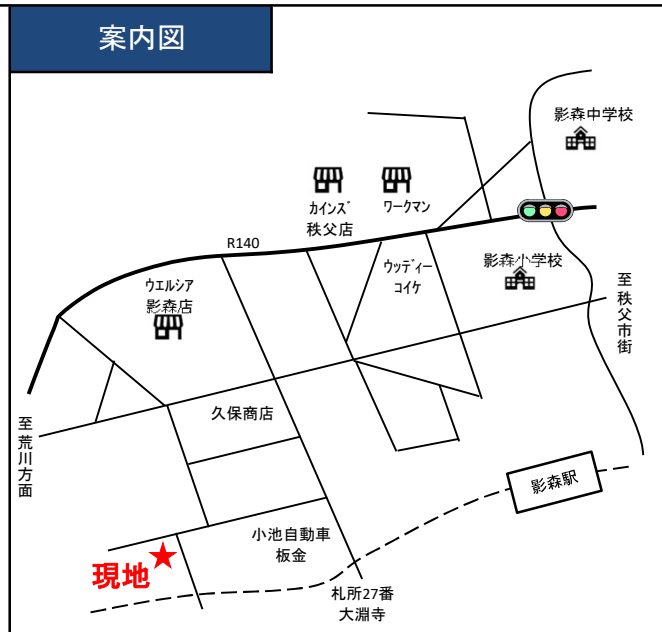 案内図
影森中学校
ｶｲﾝｽﾞ
秩父店
ﾜｰｸﾏﾝ
R140
ｳｯﾃﾞｨｰ
ｺｲｹ
影森小学校
ｳｴﾙｼｱ
影森店
至秩父市街
久保商店
至荒川方面
影森駅
小池自動車
板金
現地
札所27番
大淵寺